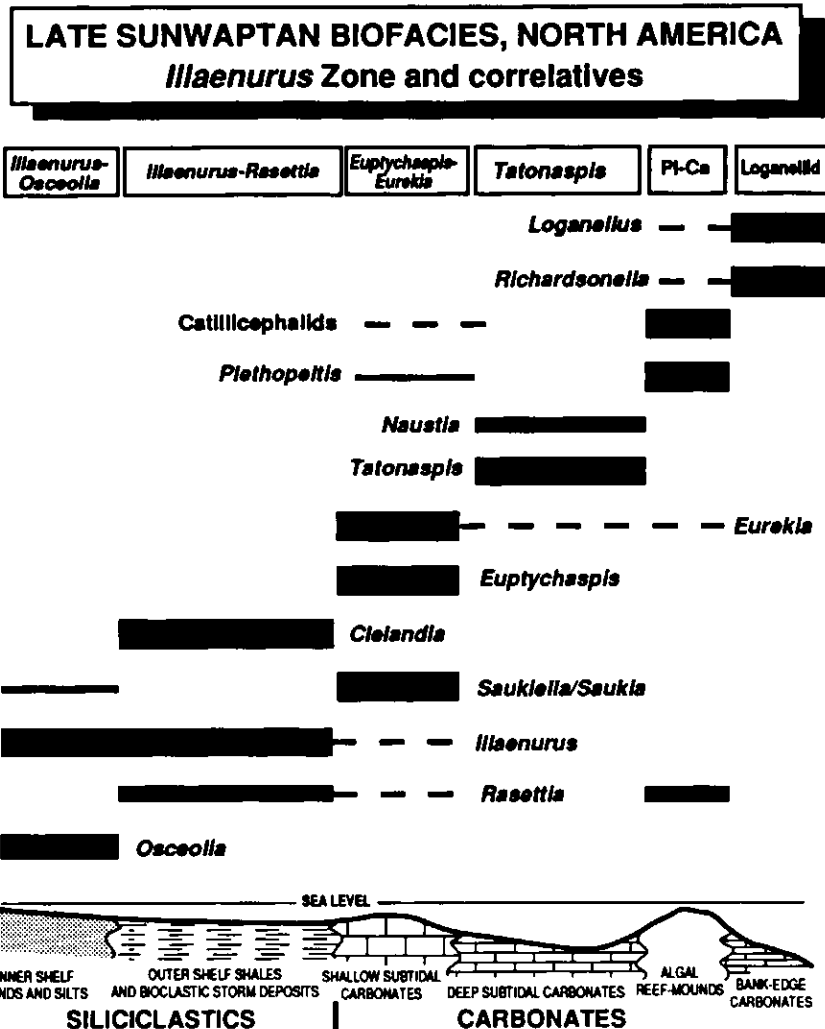 LATE SUNWAPTAN BIOFACIES, NORTH AMERICA
Illaenurus Zone and correlatives
Illaenurus-
Osceolia
Illaenurus-Rasettia
Euptychaspis-
Eurekia
Tatonaspis
Pl-Ca
Loganellid
Loganellus
Richardsonella
Catillicephalids
Plethopeltis
Naustia
Tatonaspis
Eurekia
Euptychaspis
Clelandia
Saukiella/Saukia
Illaenurus
Rasettia
Osceolia
SEA LEVEL
NNER SHELF
NDS AND SILTS
OUTER SHELF SHALES
AND BIOCLASTIC STORM DEPOSITS
SHALLOW SUBTIDAL
CARBONATES
DEEP SUBTIDAL CARBONATES
ALGAL
REEF-MOUNDS
BANK-EDGE
CARBONATES
SILICICLASTICS
CARBONATES